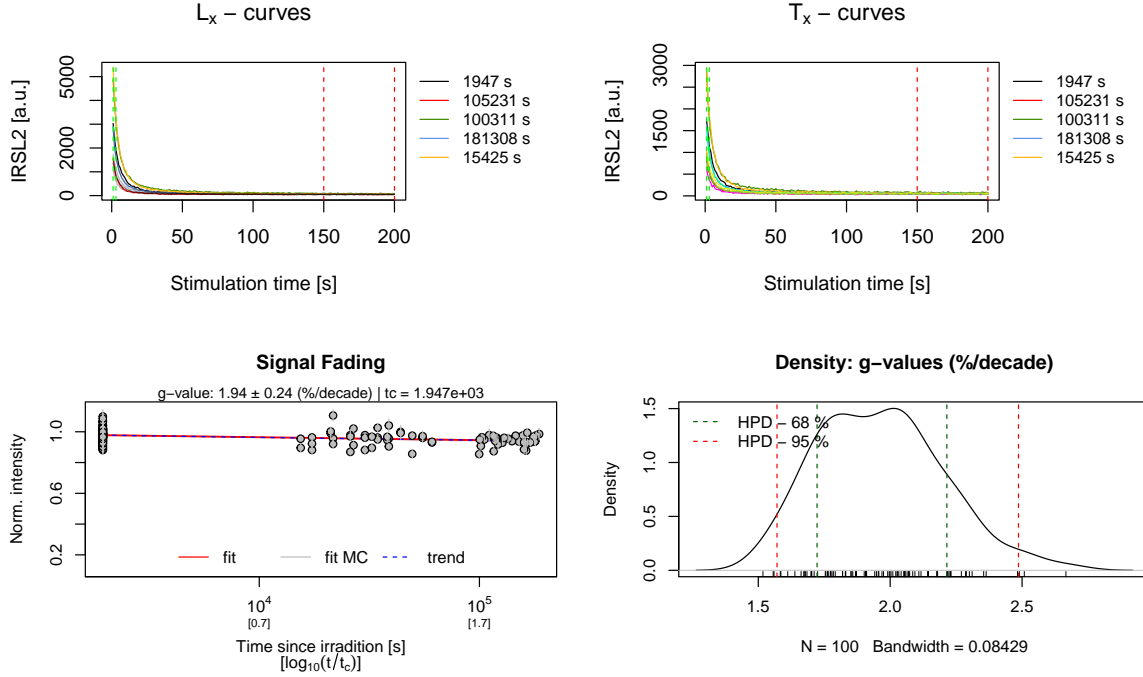 Lx − curves
IRSL2 [a.u.]
5000
2000
0
0 50 100 150 200
Stimulation time [s]
1947 s
105231 s
100311 s
181308 s
15425 s
Tx − curves
IRSL2 [a.u.]
3000
1500
0
0 50 100 150 200
Stimulation time [s]
1947 s
105231 s
100311 s
181308 s
15425 s
Signal Fading
g−value: 1.94 ± 0.24 (%/decade) | tc = 1.947e+03
Norm. intensity
1.0
0.6
0.2
fit fit MC trend
10^4 10^5
[0.7] [1.7]
Time since irradition [s]
[log10(t/tc)]
Density: g−values (%/decade)
Density
1.5
1.0
0.5
0.0
HPD − 68 %
HPD − 95 %
1.5 2.0 2.5
N = 100 Bandwidth = 0.08429